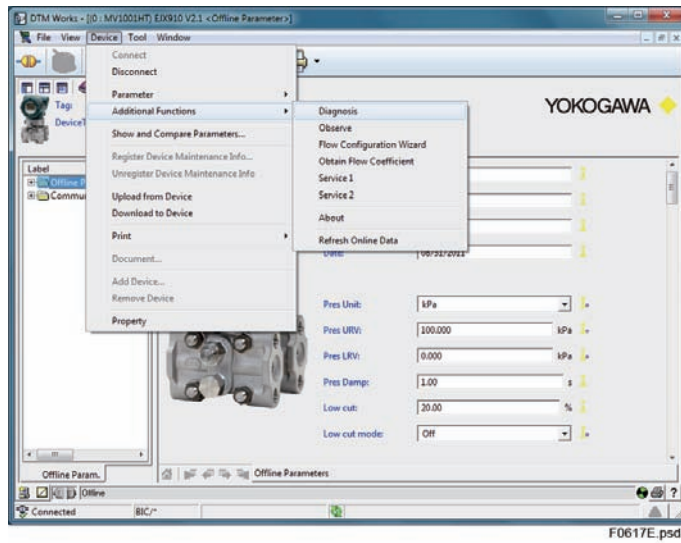 DTM Works - [(0 : MV1001HT) EJX910 V2.1 <Offline Parameter>]
File View Device Tool Window
Connect
Disconnect
Parameter
Additional Functions
Show and Compare Parameters...
Register Device Maintenance Info...
Unregister Device Maintenance Info
Upload from Device
Download to Device
Print
Document...
Add Device...
Remove Device
Property
Diagnosis
Observe
Flow Configuration Wizard
Obtain Flow Coefficient
Service 1
Service 2
About
Refresh Online Data
Tag:
YOKOGAWA
Label
Date:
Pres Unit: kPa
Pres URV: 100.000 kPa
Pres LRV: 0.000 kPa
Pres Damp: 1.00 s
Low cut: 20.00 %
Low cut mode: Off
Offline Param.
Offline Parameters
Offline
Connected BIC/*
F0617E.psd